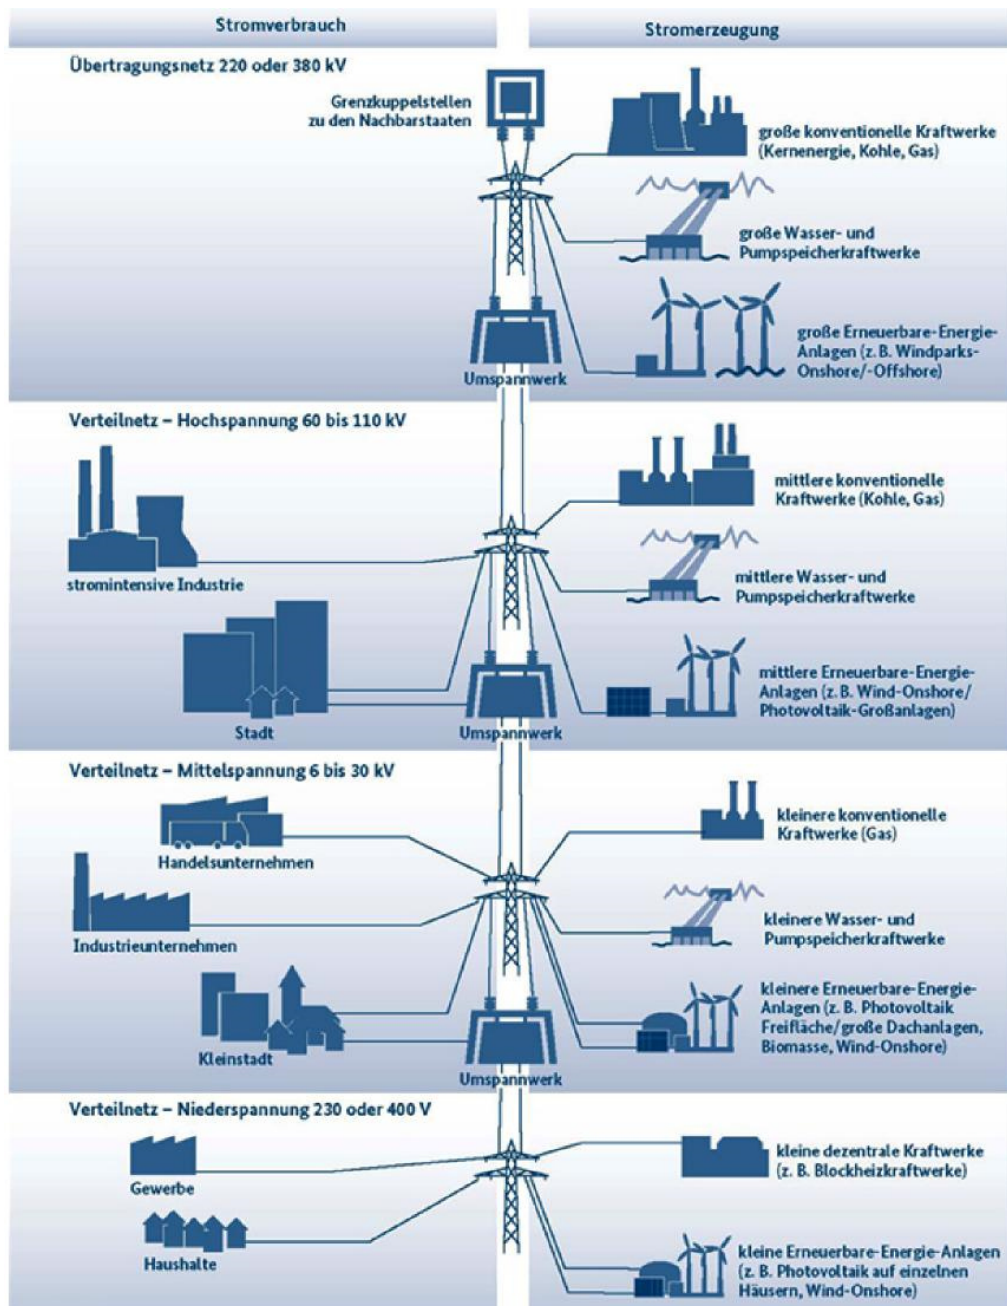 Stromverbrauch
Stromerzeugung
Übertragungsnetz 220 oder 380 kV
Grenzkuppelstellen
zu den Nachbarstaaten
große konventionelle Kraftwerke
(Kernenergie, Kohle, Gas)
große Wasser- und
Pumpspeicherkraftwerke
große Erneuerbare-Energie-
Anlagen (z. B. Windparks-
Onshore/-Offshore)
Umspannwerk
Verteilnetz – Hochspannung 60 bis 110 kV
stromintensive Industrie
Stadt
mittlere konventionelle
Kraftwerke (Kohle, Gas)
mittlere Wasser- und
Pumpspeicherkraftwerke
mittlere Erneuerbare-Energie-
Anlagen (z. B. Wind-Onshore/
Photovoltaik-Großanlagen)
Umspannwerk
Verteilnetz – Mittelspannung 6 bis 30 kV
Handelsunternehmen
Industrieunternehmen
Kleinstadt
kleinere konventionelle
Kraftwerke (Gas)
kleinere Wasser- und
Pumpspeicherkraftwerke
kleinere Erneuerbare-Energie-
Anlagen (z. B. Photovoltaik
Freifläche/große Dachanlagen,
Biomasse, Wind-Onshore)
Umspannwerk
Verteilnetz – Niederspannung 230 oder 400 V
Gewerbe
Haushalte
kleine dezentrale Kraftwerke
(z. B. Blockheizkraftwerke)
kleine Erneuerbare-Energie-Anlagen
(z. B. Photovoltaik auf einzelnen
Häusern, Wind-Onshore)